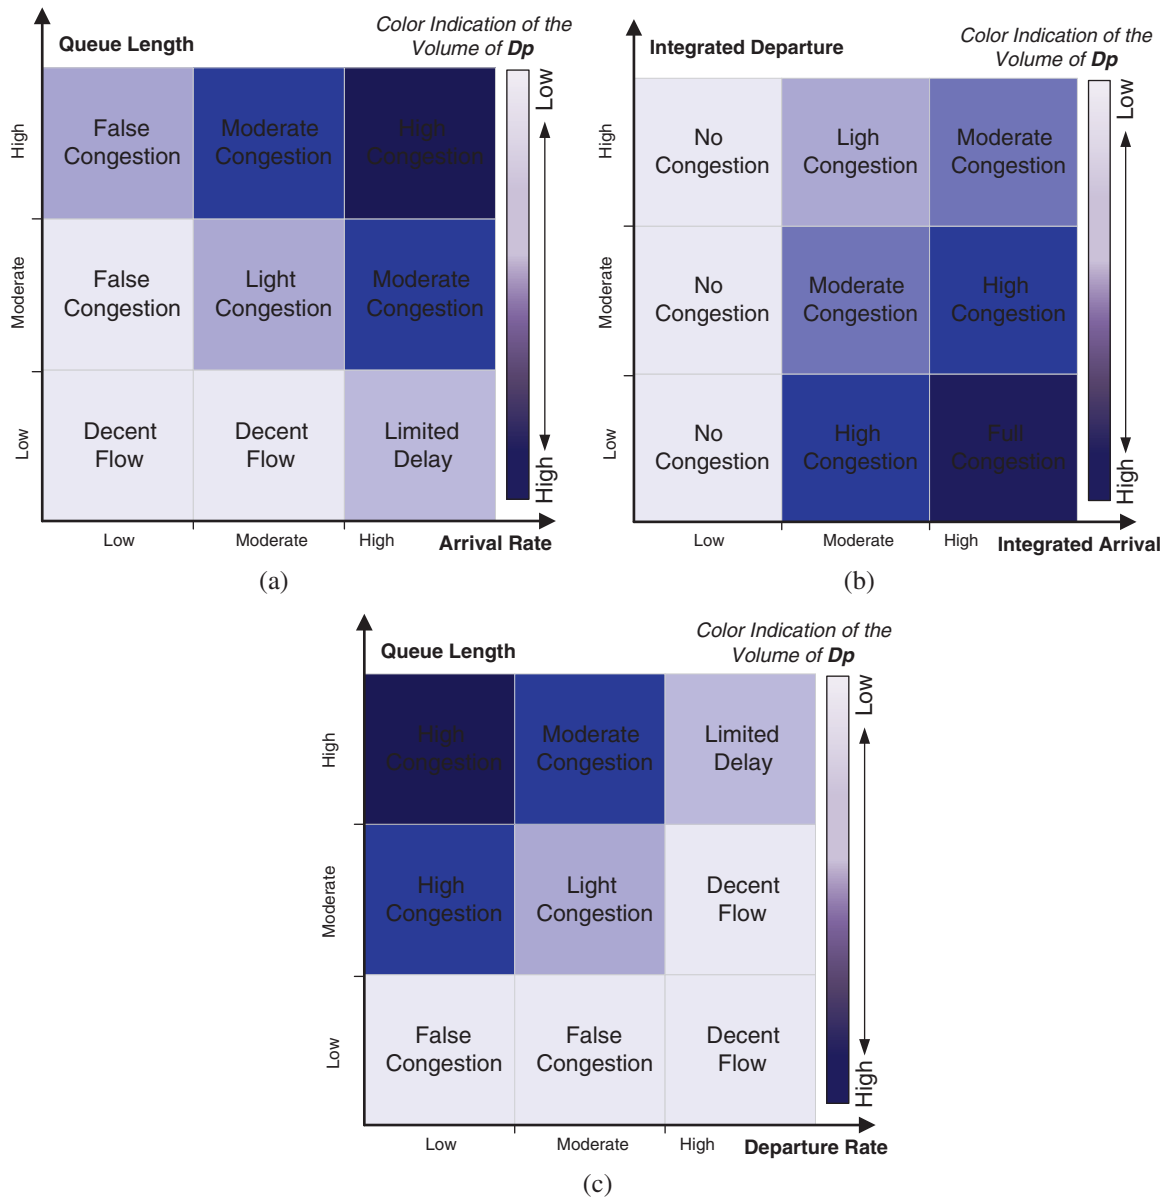 Queue Length
Color Indication of the
Volume of Dp
High
False
Congestion
Moderate
Congestion
High
Congestion
Low
Moderate
False
Congestion
Light
Congestion
Moderate
Congestion
Low
Decent
Flow
Decent
Flow
Limited
Delay
High
Low
Moderate
High
Arrival Rate
(a)
Integrated Departure
Color Indication of the
Volume of Dp
High
No
Congestion
Ligh
Congestion
Moderate
Congestion
Low
Moderate
No
Congestion
Moderate
Congestion
High
Congestion
Low
No
Congestion
High
Congestion
Full
Congestion
High
Low
Moderate
High
Integrated Arrival
(b)
Queue Length
Color Indication of the
Volume of Dp
High
High
Congestion
Moderate
Congestion
Limited
Delay
Low
Moderate
High
Congestion
Light
Congestion
Decent
Flow
Low
False
Congestion
False
Congestion
Decent
Flow
High
Low
Moderate
High
Departure Rate
(c)